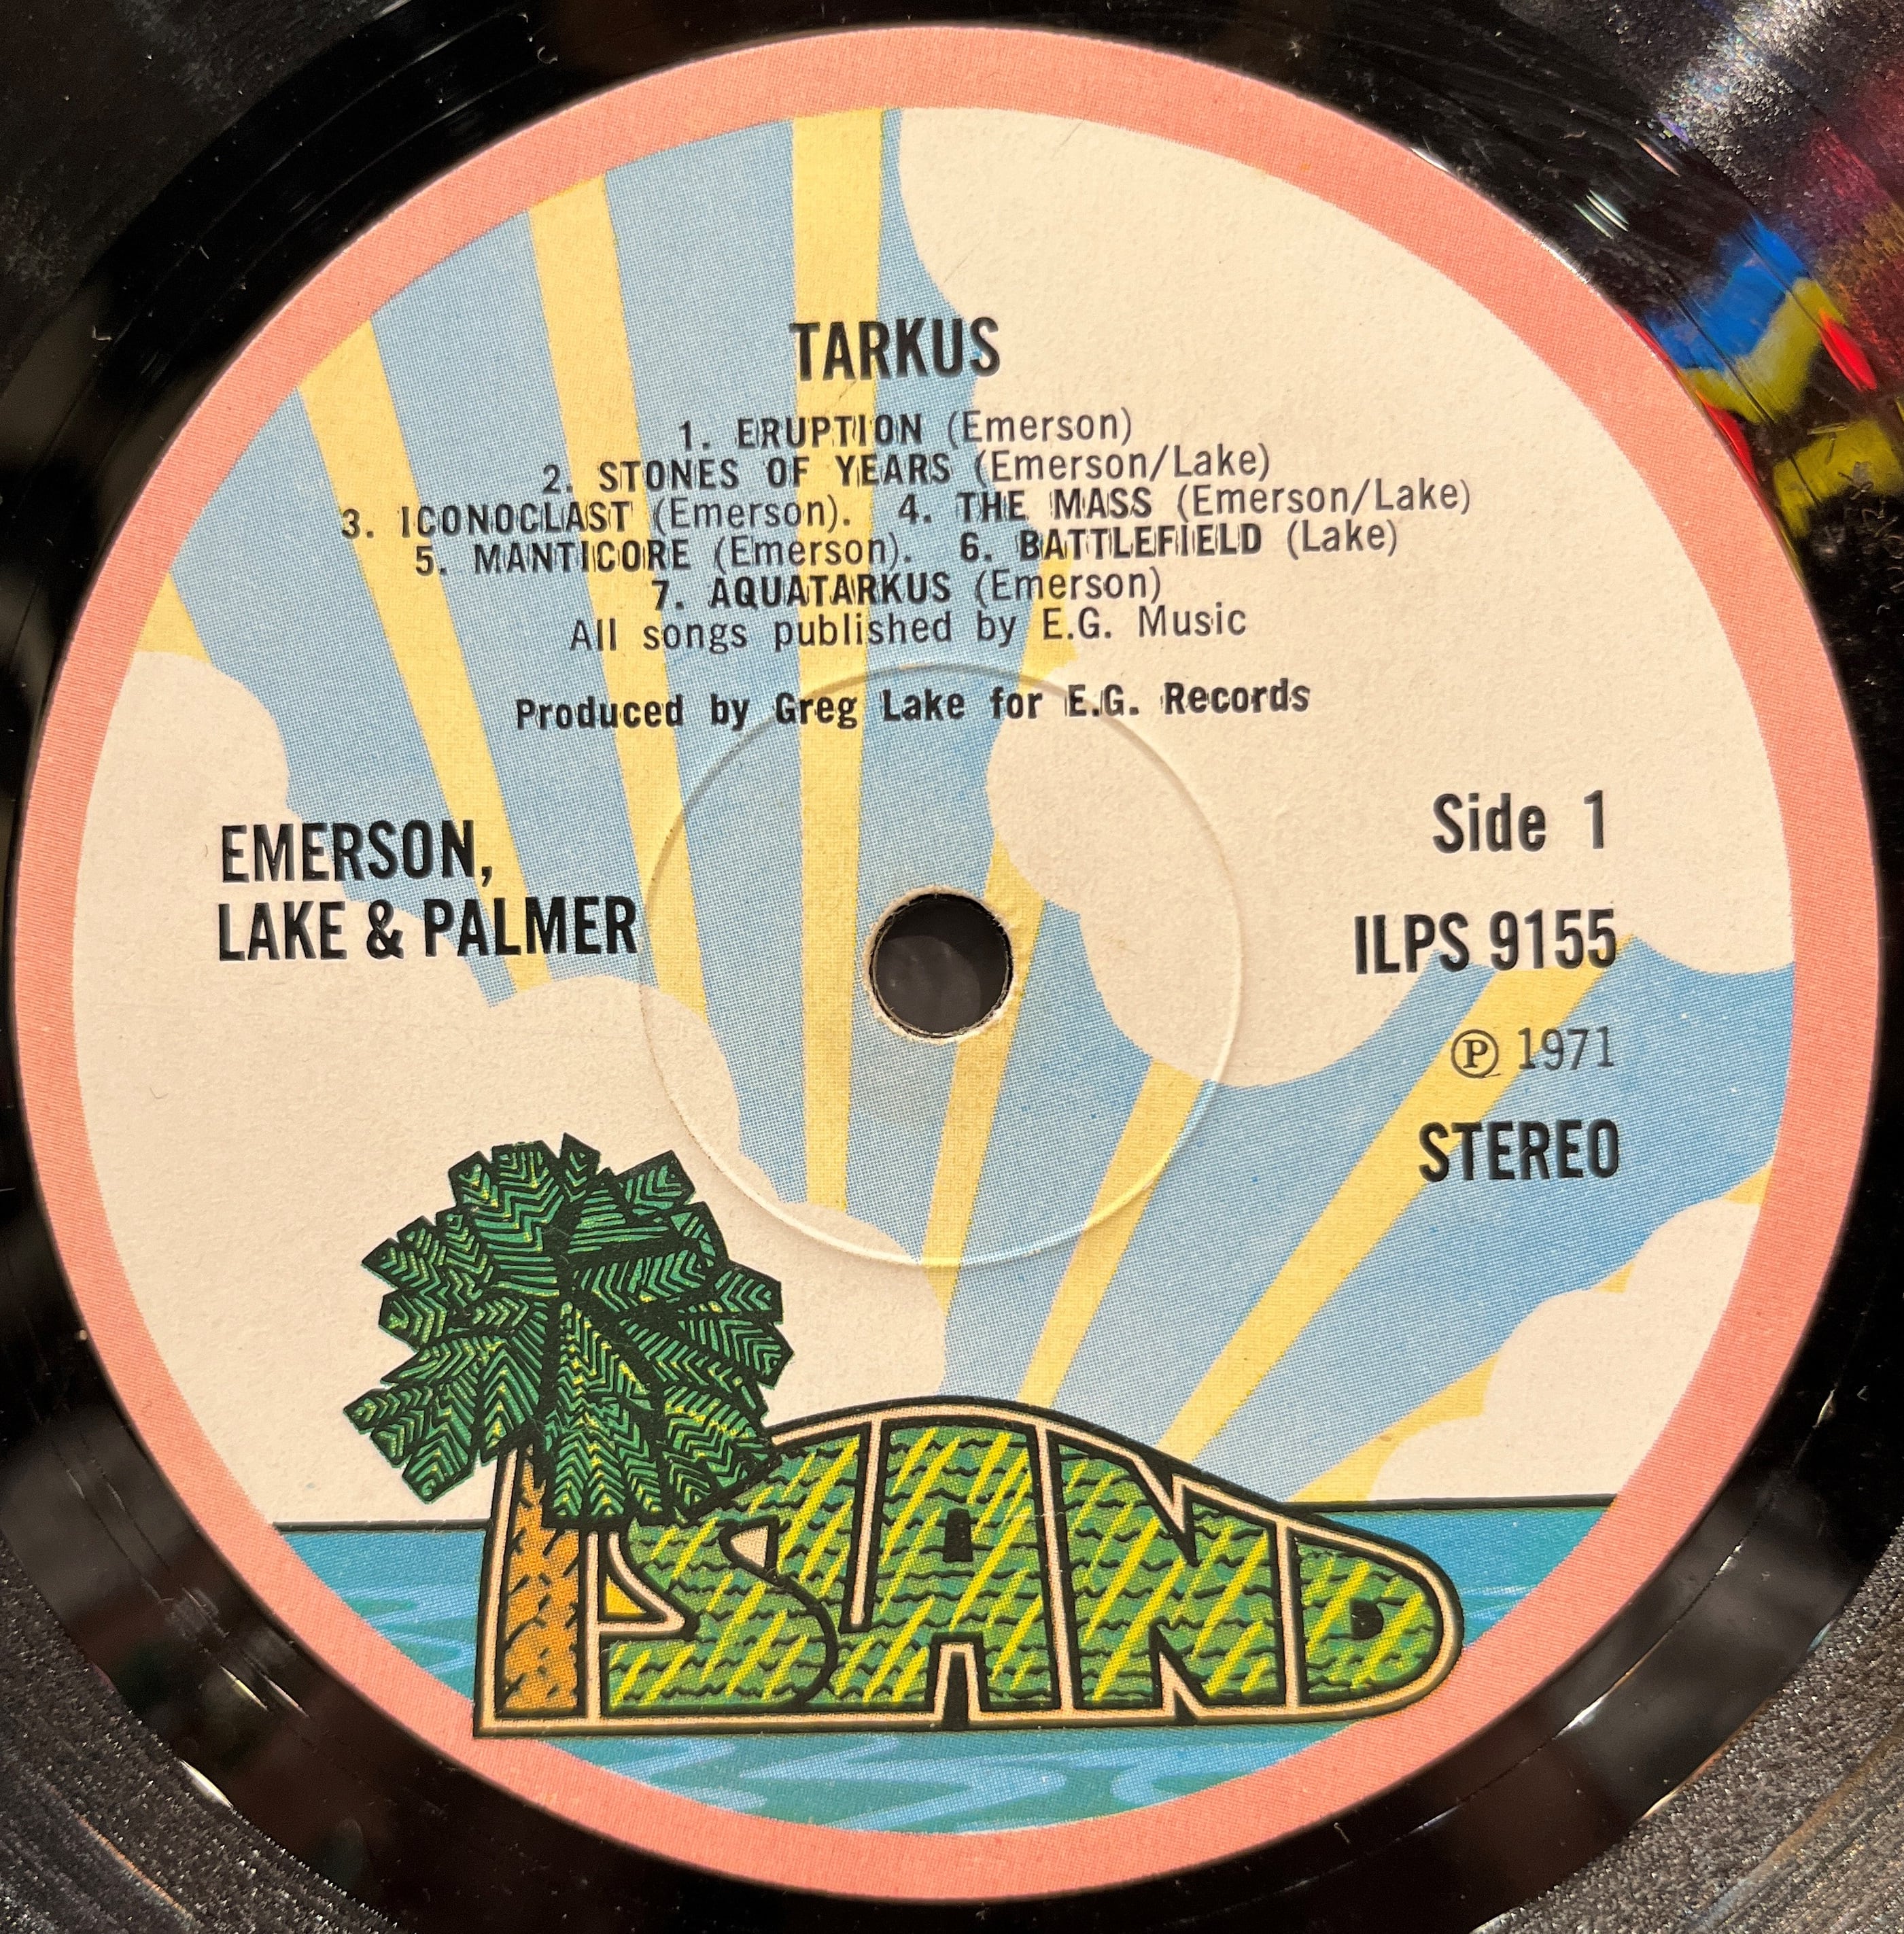 TARKUS
1. ERUPTION (Emerson)
2. STONES OF YEARS (Emerson/Lake)
3. ICONOCLAST (Emerson). 4. THE MASS (Emerson/Lake)
5. MANTICORE (Emerson). 6. BATTLEFIELD (Lake)
7. AQUATARKUS (Emerson)
All songs published by E.G. Music
Produced by Greg Lake for E.G. Records
EMERSON,
LAKE & PALMER
Side 1
ILPS 9155
Ⓟ 1971
STEREO
ISLAND